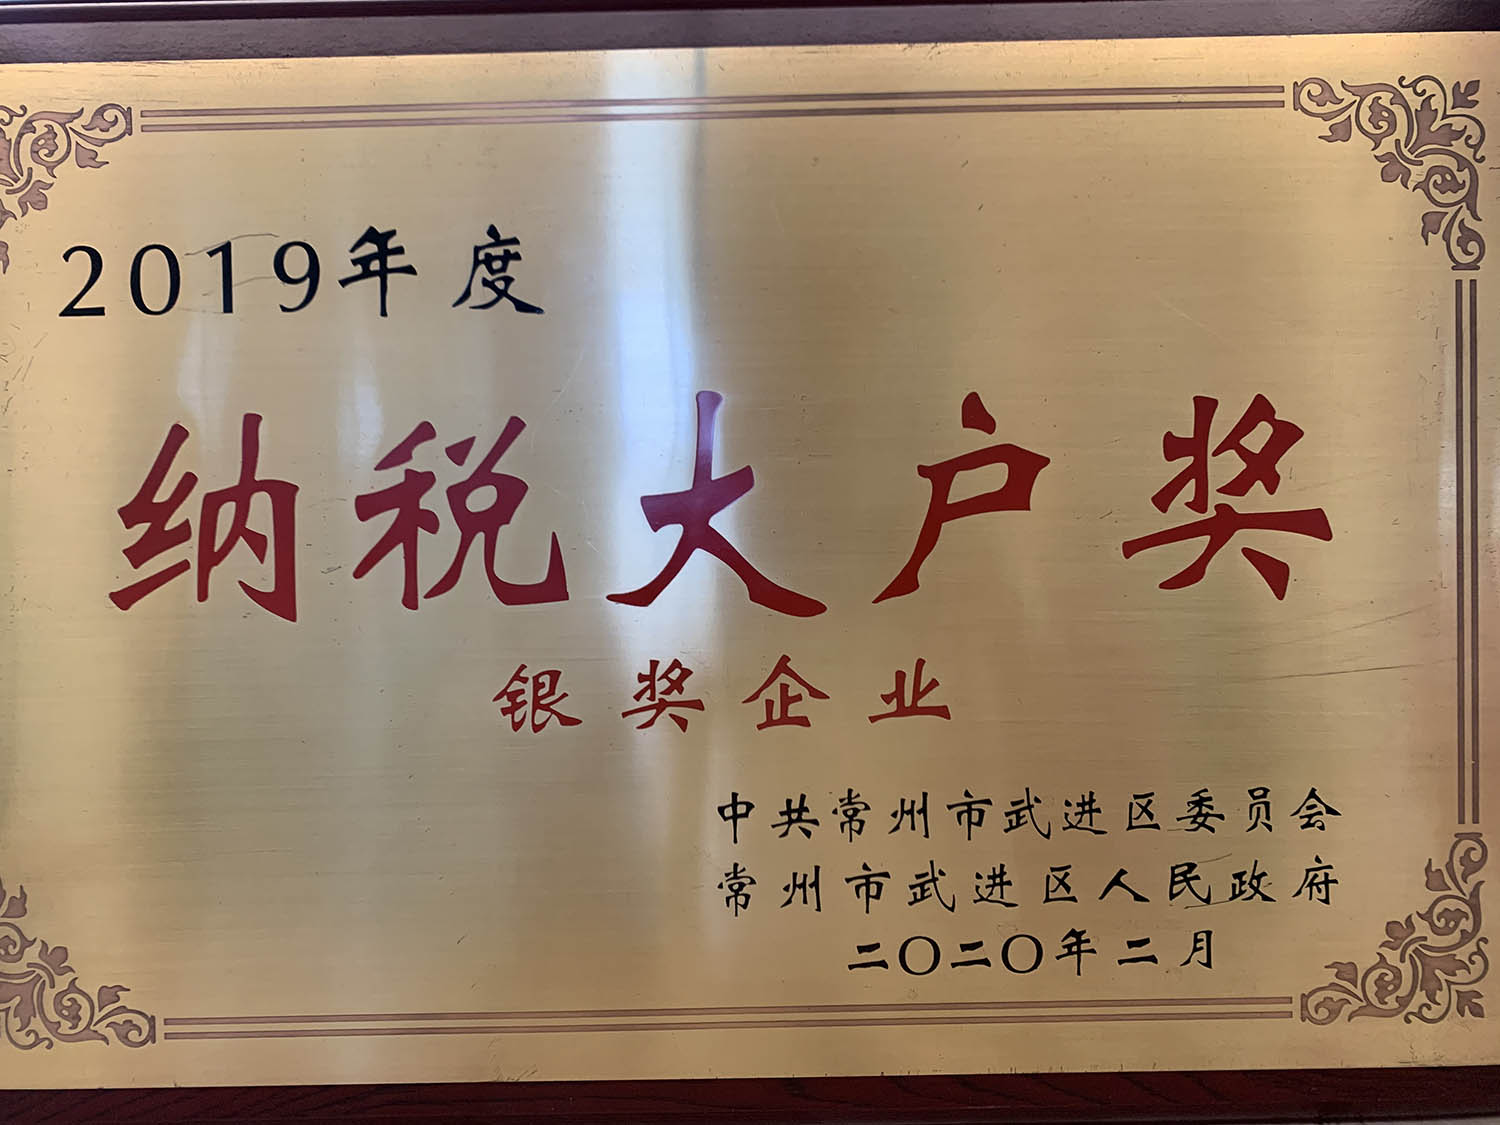 2019年度
纳税大户奖
银奖企业
中共常州市武进区委员会
常州市武进区人民政府
二〇二〇年二月